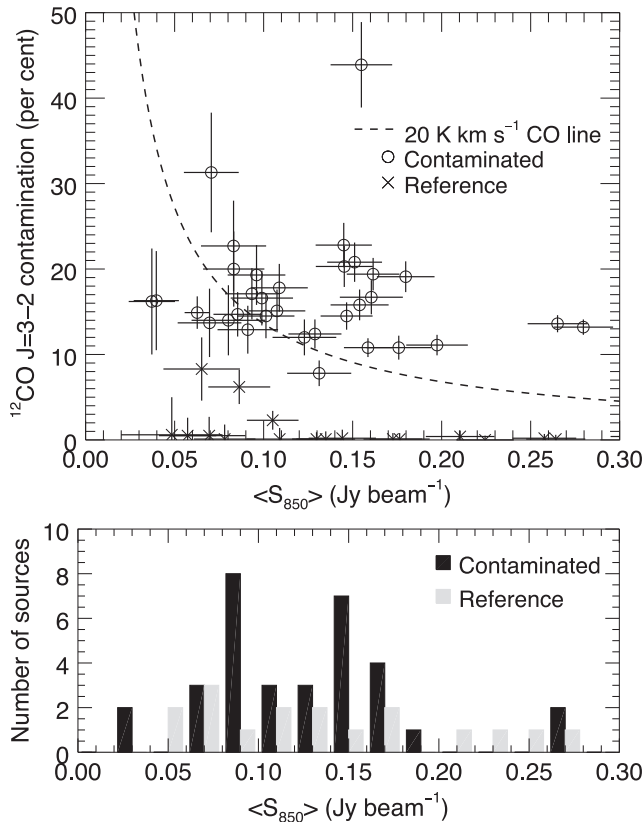 50
40
30
20
10
0
¹²CO J=3−2 contamination (per cent)
20 K km s⁻¹ CO line
Contaminated
Reference
0.00 0.05 0.10 0.15 0.20 0.25 0.30
<S₈₅₀> (Jy beam⁻¹)
10
8
6
4
2
0
Number of sources
Contaminated
Reference
0.00 0.05 0.10 0.15 0.20 0.25 0.30
<S₈₅₀> (Jy beam⁻¹)